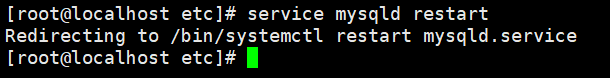 [root@localhost etc]# service mysqld restart
Redirecting to /bin/systemctl restart mysqld.service
[root@localhost etc]#